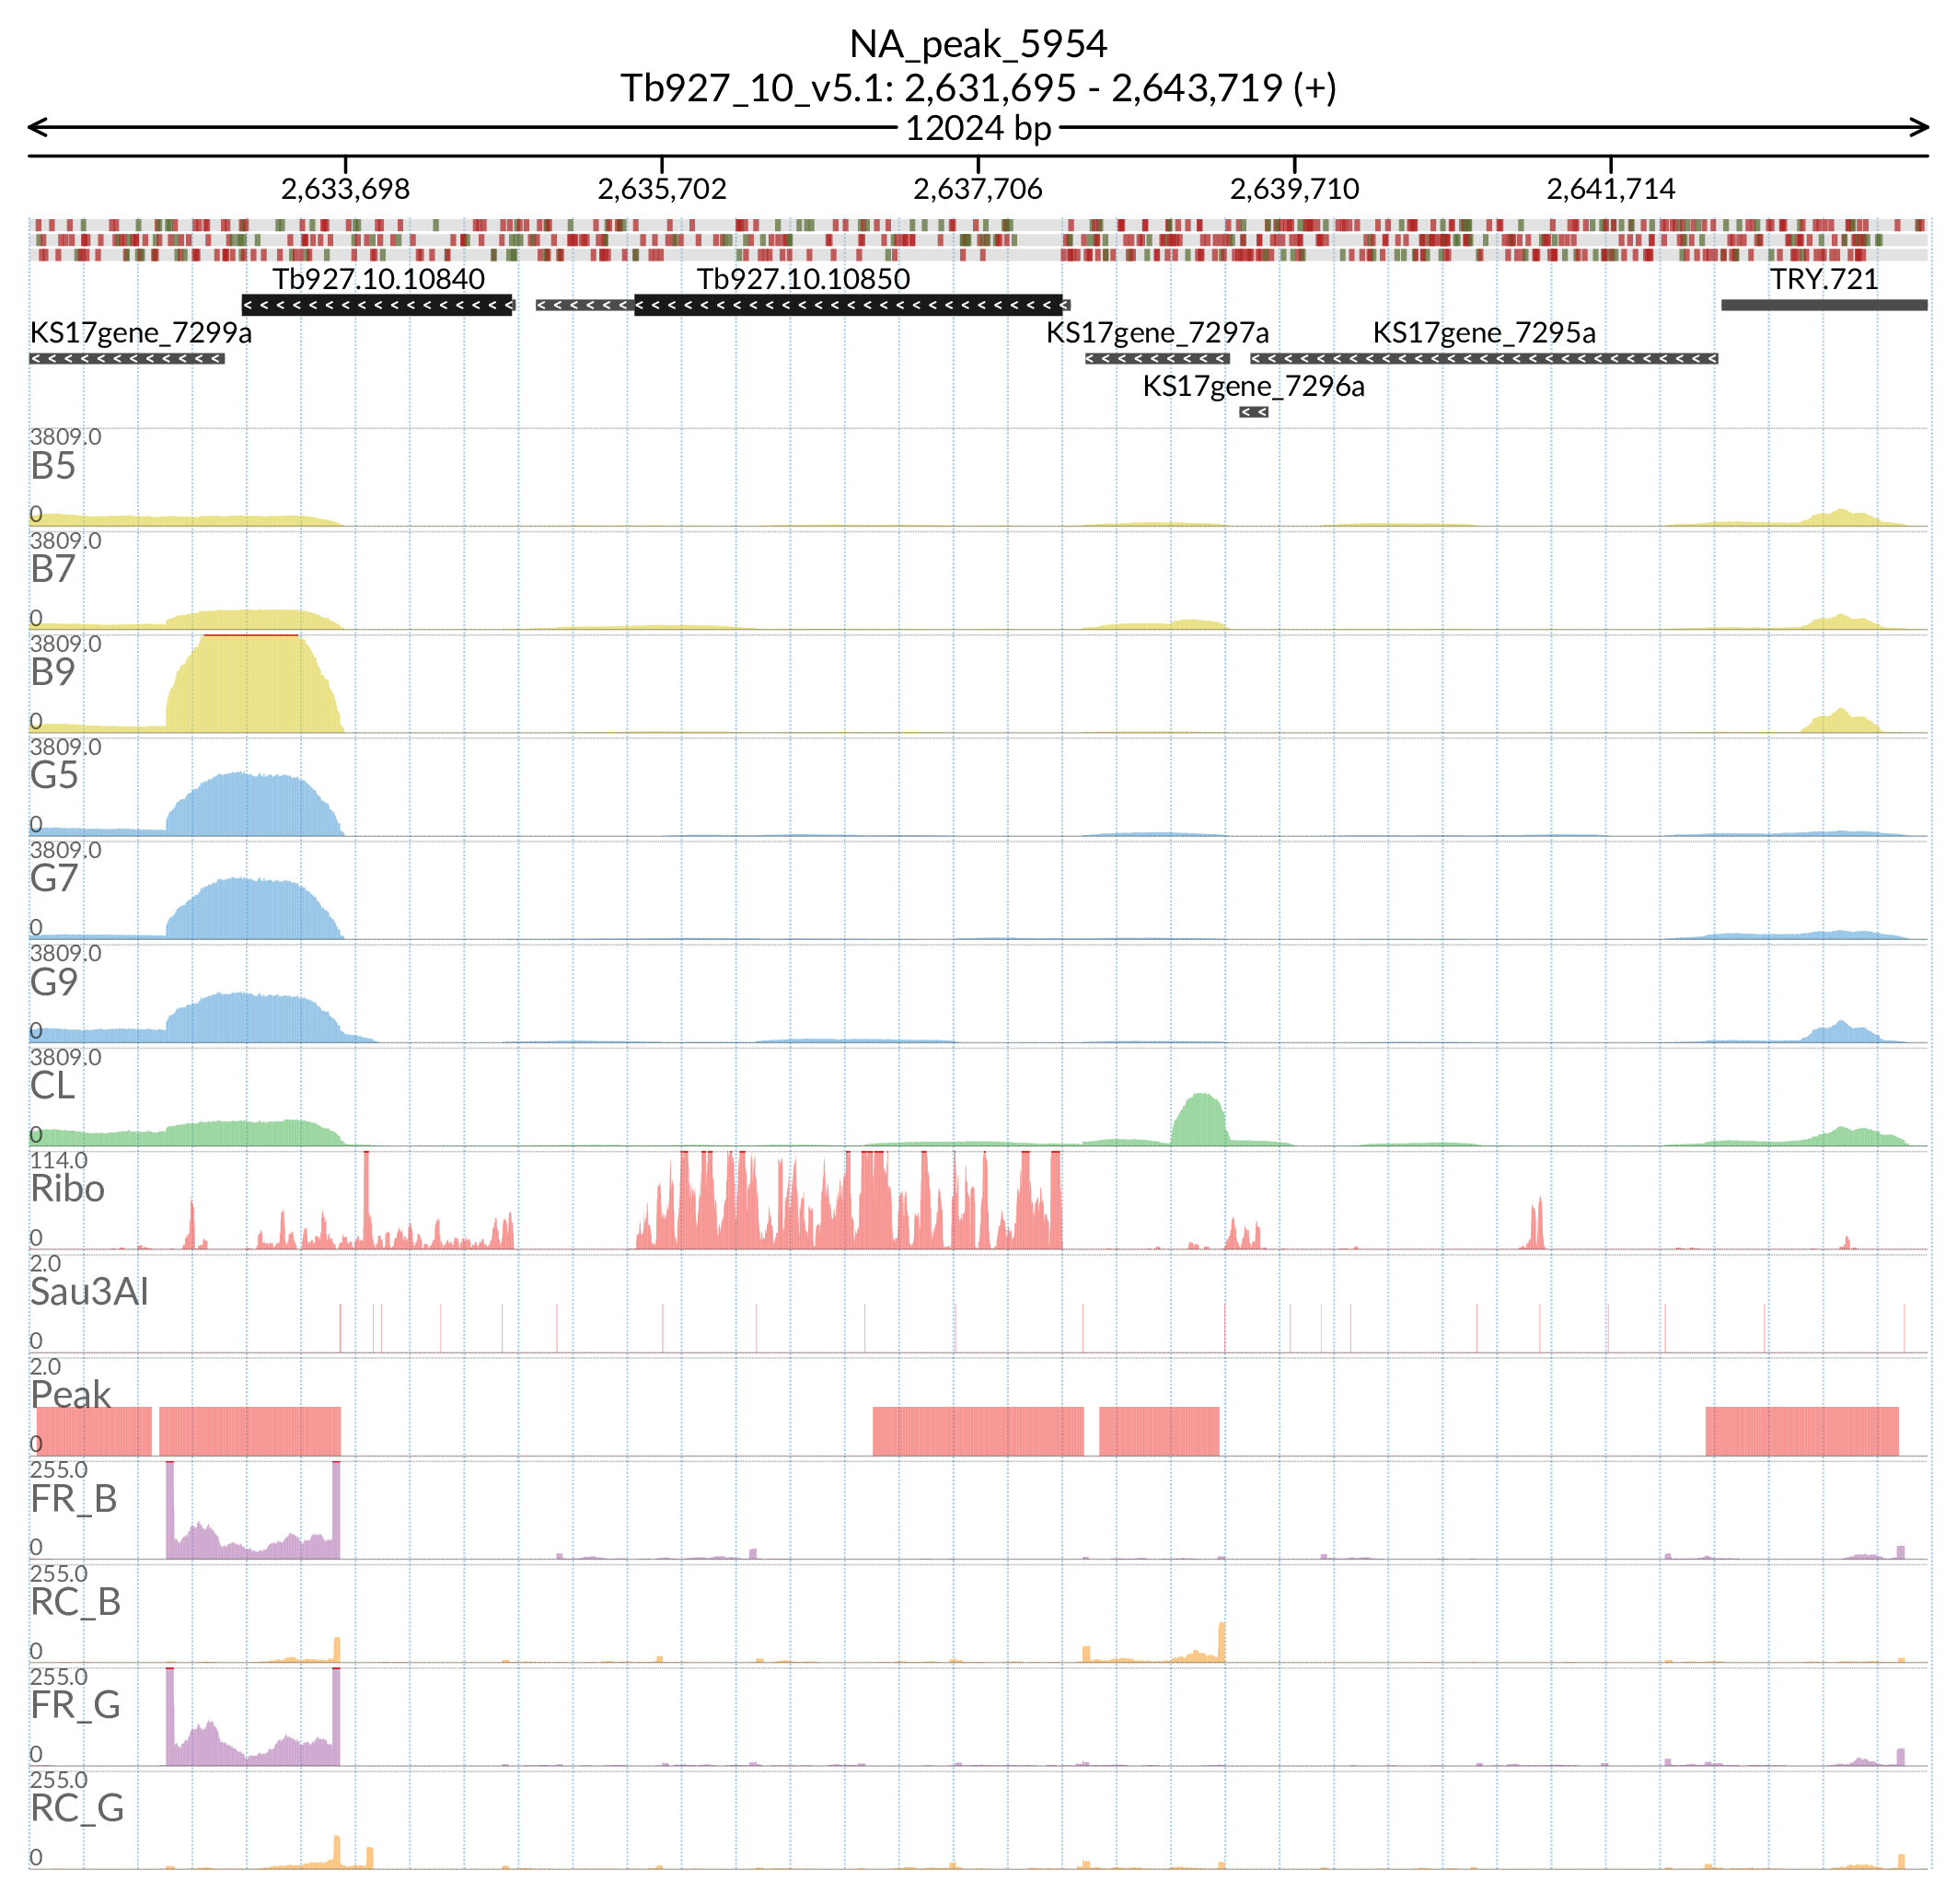 NA_peak_5954
Tb927_10_v5.1: 2,631,695 - 2,643,719 (+)
12024 bp
2,633,698 2,635,702 2,637,706 2,639,710 2,641,714
Tb927.10.10840 Tb927.10.10850 TRY.721
KS17gene_7299a KS17gene_7297a KS17gene_7295a
KS17gene_7296a
3809.0
B5
0
3809.0
B7
0
3809.0
B9
0
3809.0
G5
0
3809.0
G7
0
3809.0
G9
0
3809.0
CL
0
114.0
Ribo
0
2.0
Sau3AI
0
2.0
Peak
0
255.0
FR_B
0
255.0
RC_B
0
255.0
FR_G
0
255.0
RC_G
0